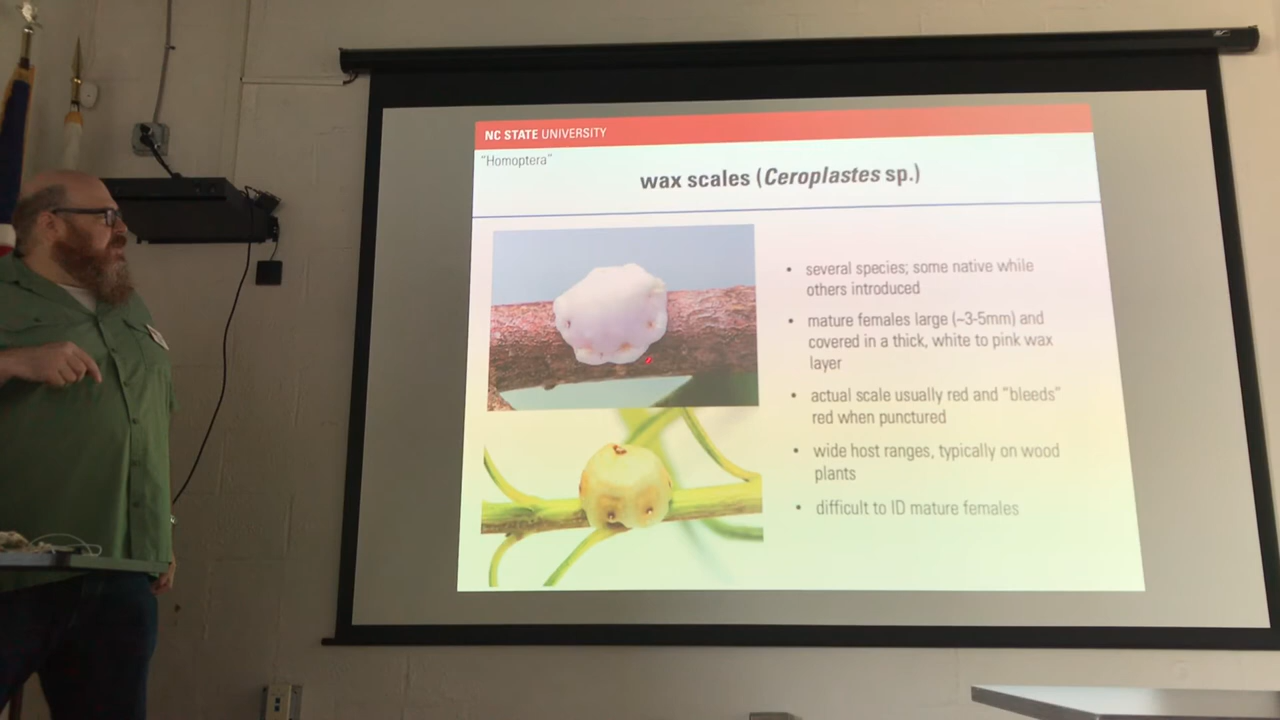 NC STATE UNIVERSITY
"Homoptera"
wax scales (Ceroplastes sp.)
• several species; some native while
others introduced
• mature females large (~3-5mm) and
covered in a thick, white to pink wax
layer
• actual scale usually red and "bleeds"
red when punctured
• wide host ranges, typically on wood
plants
• difficult to ID mature females